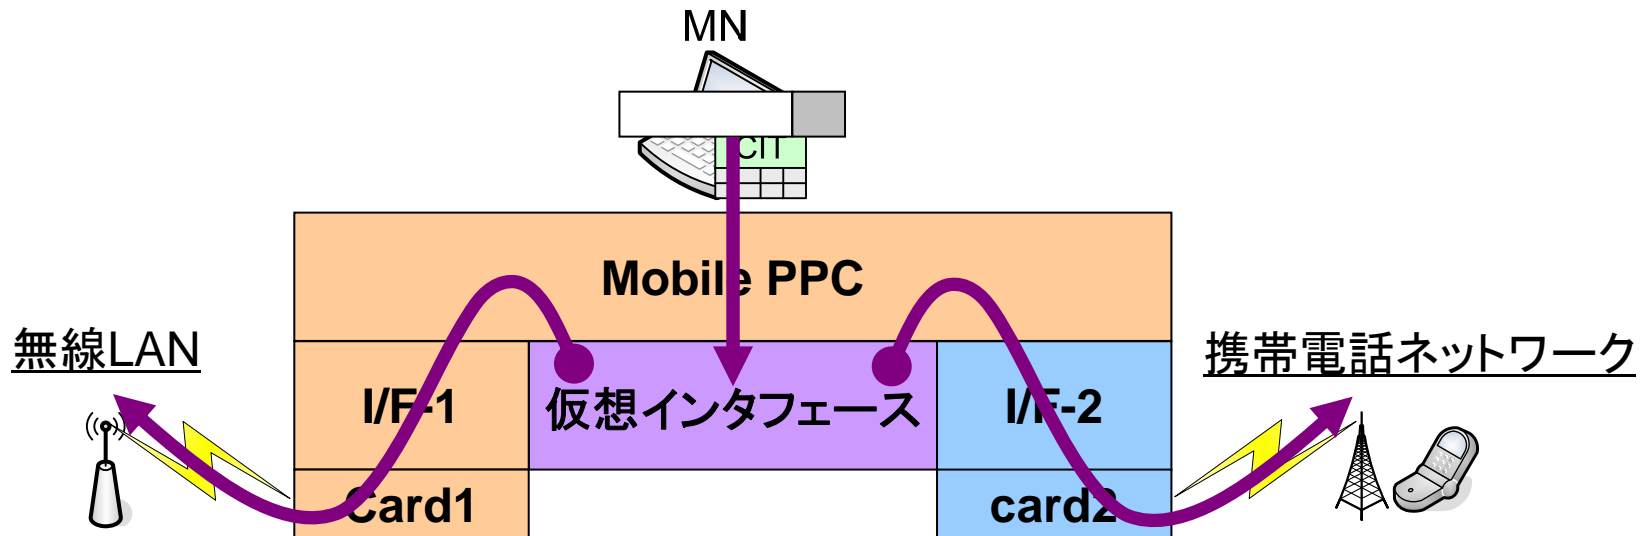 MN
CIT
Mobile PPC
無線LAN
携帯電話ネットワーク
I/F-1
仮想インタフェース
I/F-2
Card1
card2